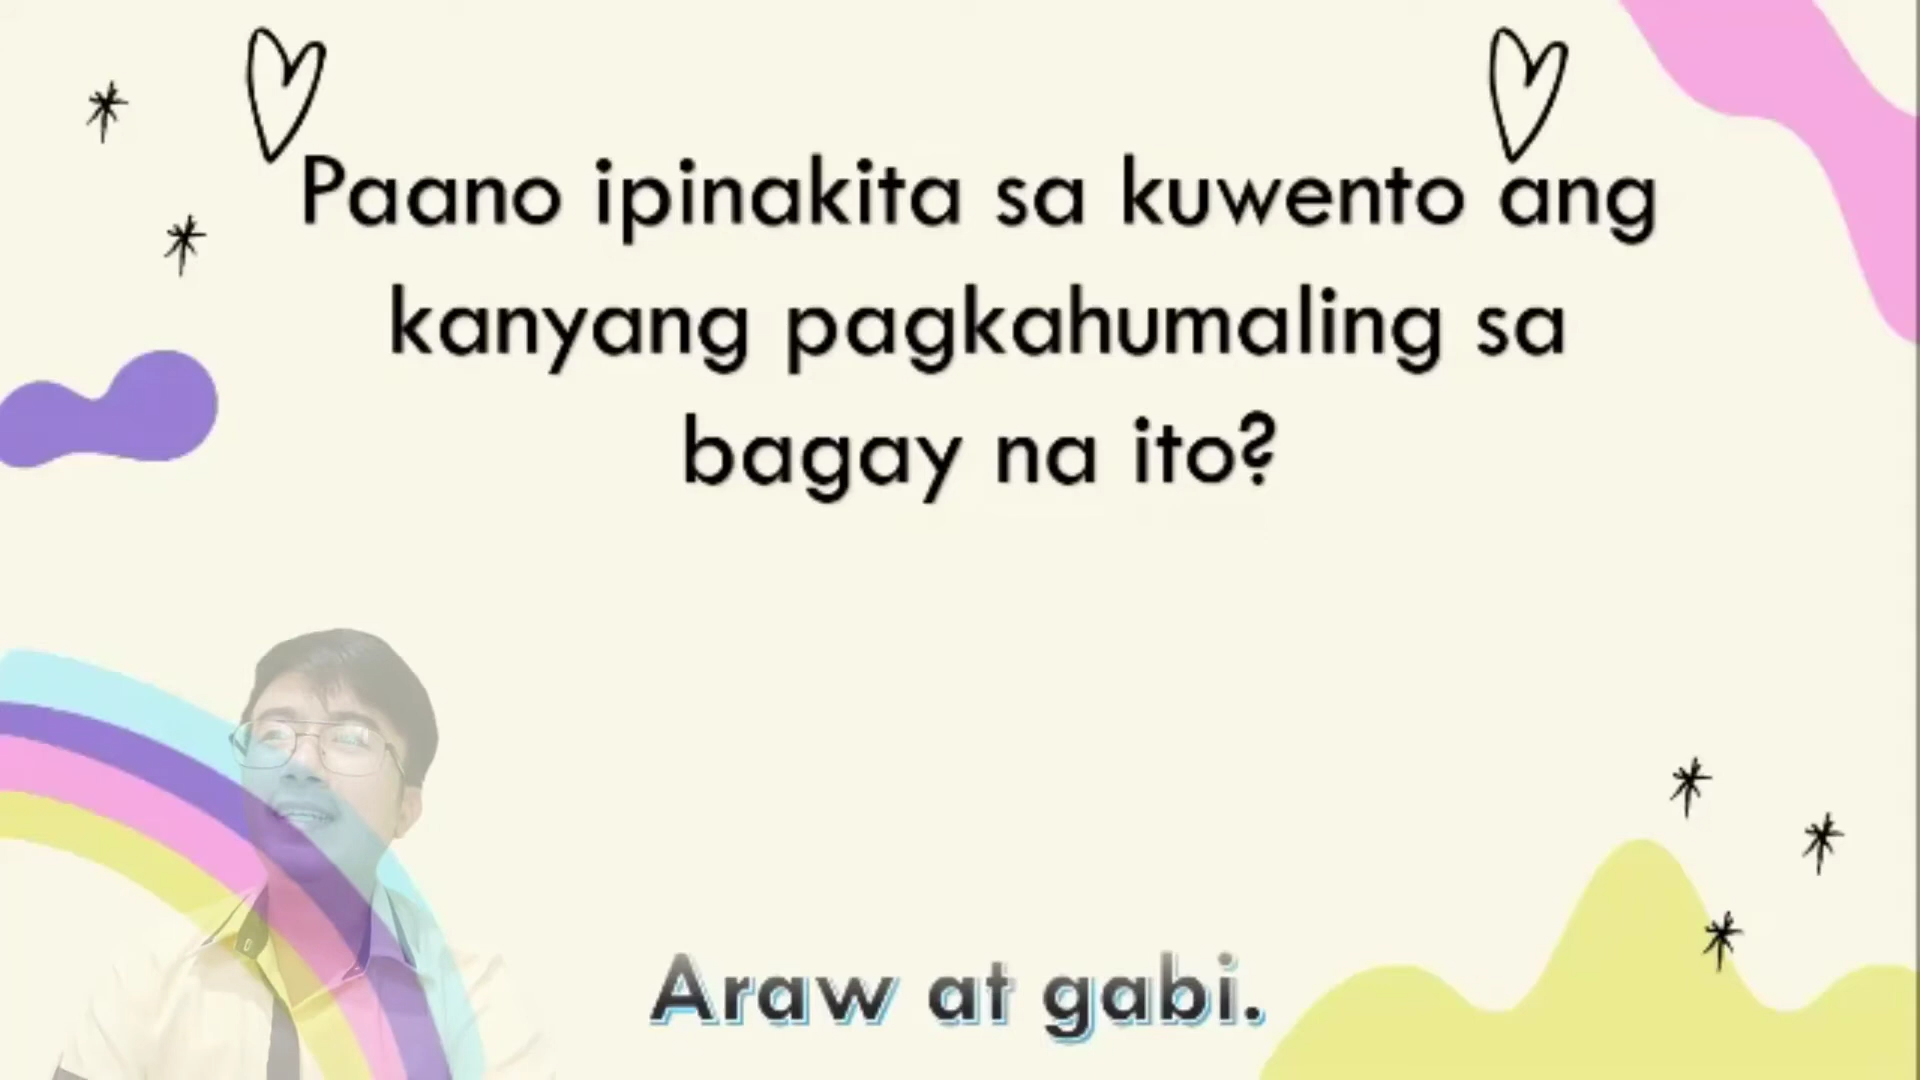 Paano ipinakita sa kuwento ang
kanyang pagkahumaling sa
bagay na ito?
Araw at gabi.